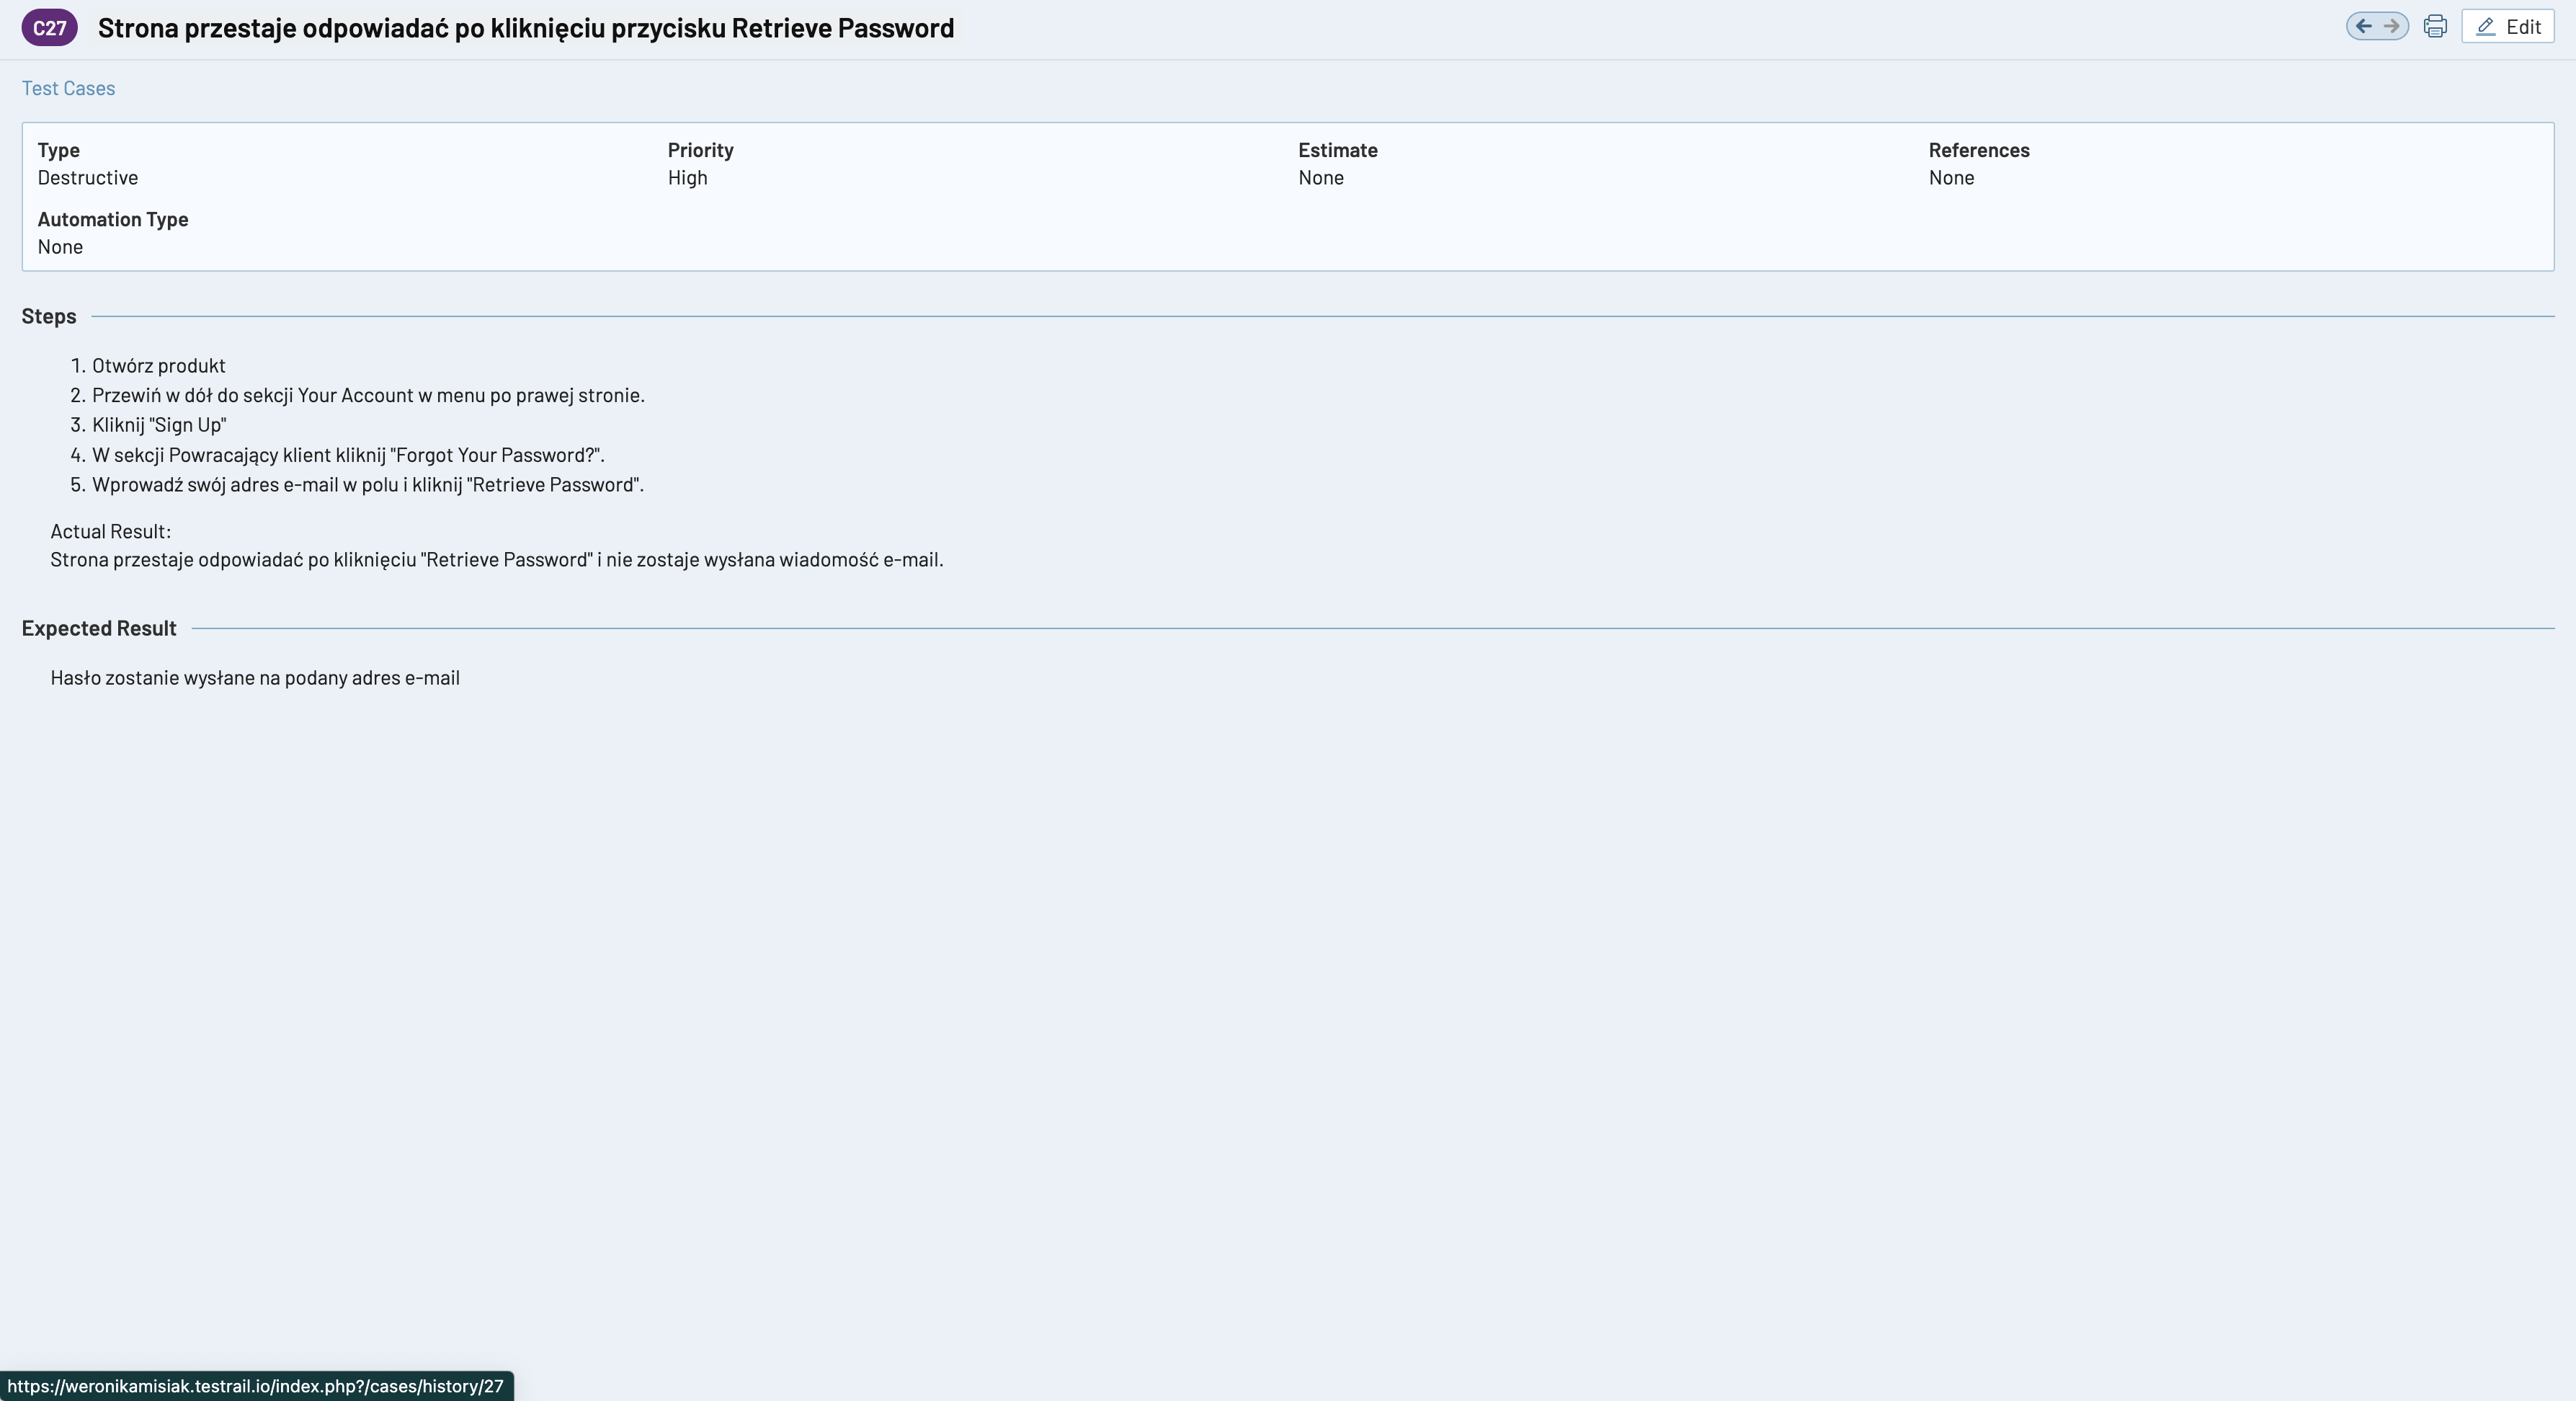 C27 Strona przestaje odpowiadać po kliknięciu przycisku Retrieve Password
Edit
Test Cases
Type Priority Estimate References
Destructive High None None
Automation Type
None
Steps
1. Otwórz produkt
2. Przewiń w dół do sekcji Your Account w menu po prawej stronie.
3. Kliknij "Sign Up"
4. W sekcji Powracający klient kliknij "Forgot Your Password?".
5. Wprowadź swój adres e-mail w polu i kliknij "Retrieve Password".
Actual Result:
Strona przestaje odpowiadać po kliknięciu "Retrieve Password" i nie zostaje wysłana wiadomość e-mail.
Expected Result
Hasło zostanie wysłane na podany adres e-mail
https://weronikamisiak.testrail.io/index.php?/cases/history/27